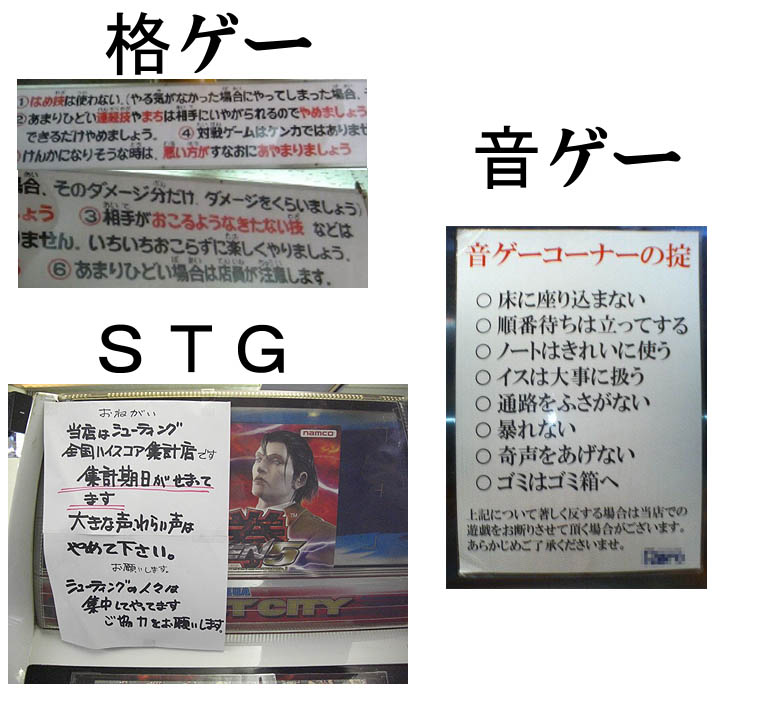 格ゲー
①はめ技は使わない。(やる気がなかった場合にやってしまった場合、そ
②あまりひどい連続技やまちは相手にいやがられるのでやめましょう
できるだけやめましょう。 ④ 対戦ゲームはケンカではありませ
けんかになりそうな時は、悪い方がすなおにあやまりましょう
場合、そのダメージ分だけ、ダメージをくらいましょう)
ょう ③相手がおこるようなきたない技 などは
ません。いちいちおこらずに楽しくやりましょう。
⑥ あまりひどい場合は店員が注意します。
音ゲー
音ゲーコーナーの掟
○ 床に座り込まない
○ 順番待ちは立ってする
○ ノートはきれいに使う
○ イスは大事に扱う
○ 通路をふさがない
○ 暴れない
○ 奇声をあげない
○ ゴミはゴミ箱へ
上記について著しく反する場合は当店での
遊戯をお断りさせて頂く場合がございます。
あらかじめご了承くださいませ。
STG
おねがい
当店はシューティング
全国ハイスコア集計店です
集計期日がせまって
ます
大きな声、わらい声は
やめて下さい。
お願いします。
シューティングの人々は
集中してやってます
ご協力をお願いします。
namco
EN5
TM
SEGA
T CITY